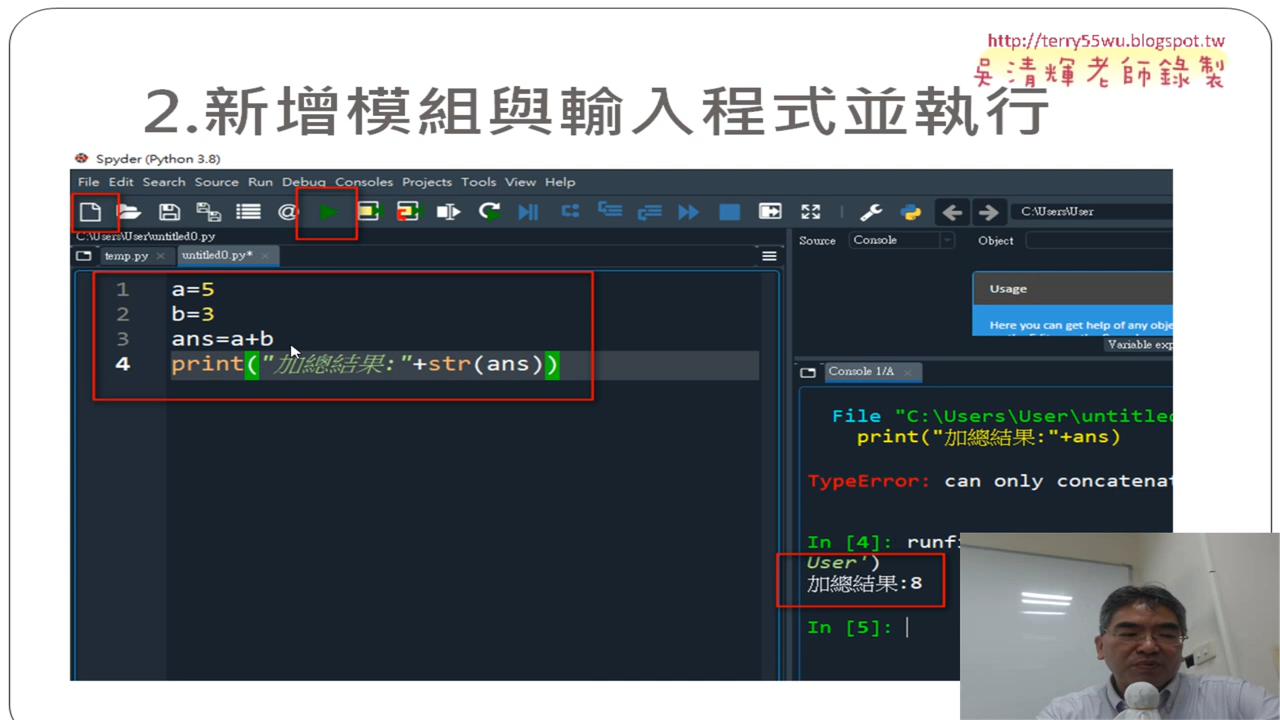 http://terry55wu.blogspot.tw
吳清輝老師錄製
2.新增模組與輸入程式並執行
Spyder (Python 3.8)
File Edit Search Source Run Debug Consoles Projects Tools View Help
C:\Users\User
C:\Users\User\untitled0.py
temp.py
untitled0.py*
1 a=5
2 b=3
3 ans=a+b
4 print("加總結果:"+str(ans))
Source Console Object
Usage
Here you can get help of any obje
Variable exp
Console 1/A
File "C:\Users\User\untitled
print("加總結果:"+ans)
TypeError: can only concatenat
In [4]: runfi
User')
加總結果:8
In [5]: